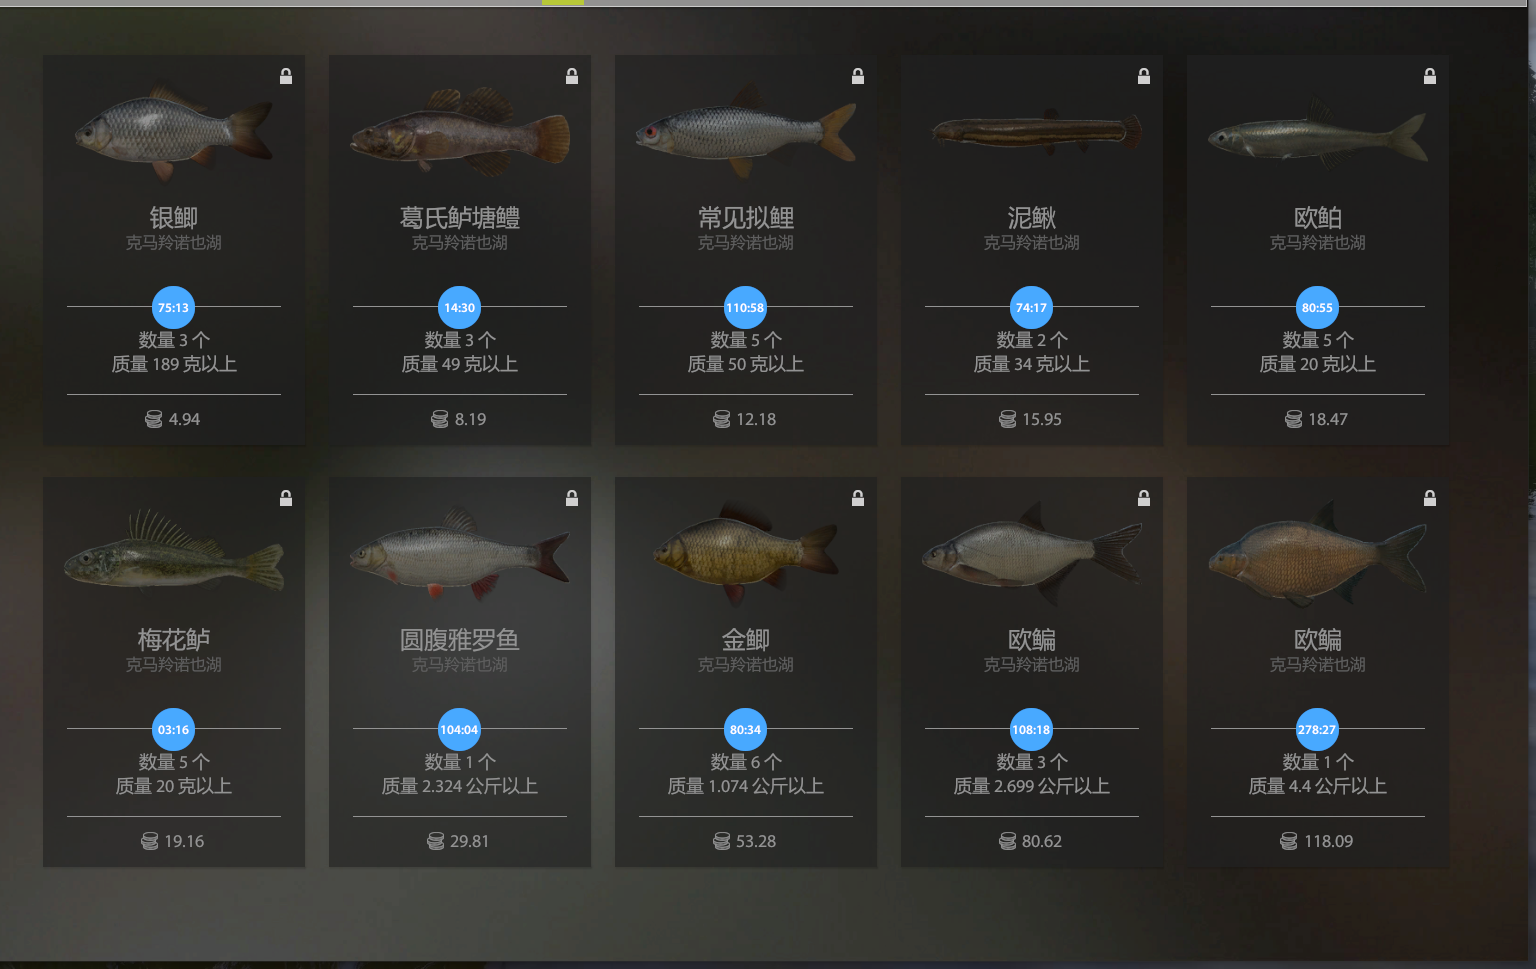 银鲫
克马羚诺也湖
75:13
数量 3 个
质量 189 克以上
4.94
葛氏鲈塘鳢
克马羚诺也湖
14:30
数量 3 个
质量 49 克以上
8.19
常见拟鲤
克马羚诺也湖
110:58
数量 5 个
质量 50 克以上
12.18
泥鳅
克马羚诺也湖
74:17
数量 2 个
质量 34 克以上
15.95
欧鲌
克马羚诺也湖
80:55
数量 5 个
质量 20 克以上
18.47
梅花鲈
克马羚诺也湖
03:16
数量 5 个
质量 20 克以上
19.16
圆腹雅罗鱼
克马羚诺也湖
104:04
数量 1 个
质量 2.324 公斤以上
29.81
金鲫
克马羚诺也湖
80:34
数量 6 个
质量 1.074 公斤以上
53.28
欧鳊
克马羚诺也湖
108:18
数量 3 个
质量 2.699 公斤以上
80.62
欧鳊
克马羚诺也湖
278:27
数量 1 个
质量 4.4 公斤以上
118.09